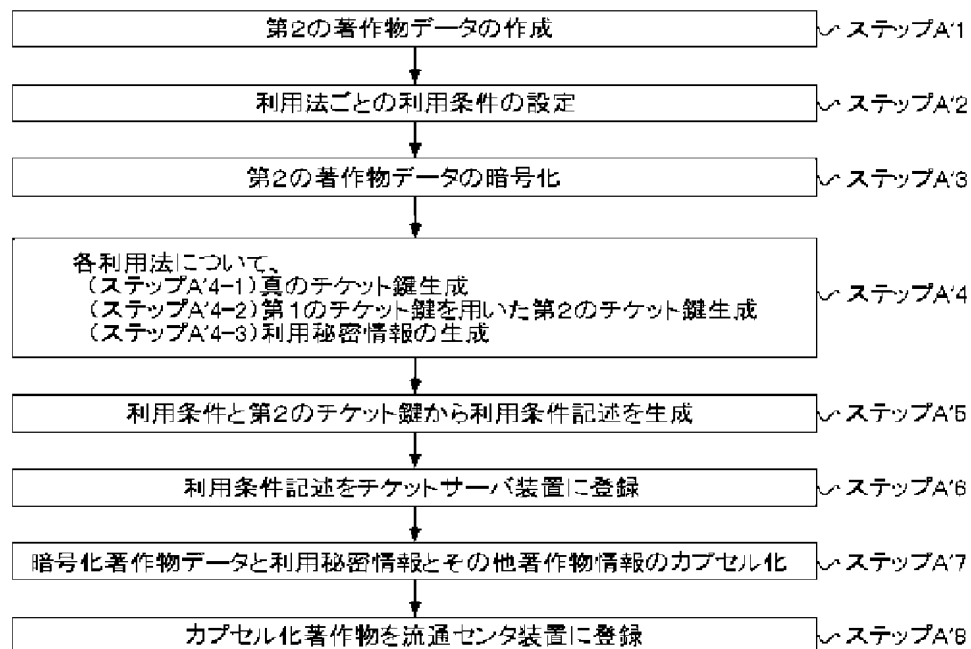 第2の著作物データの作成 ステップA'1
利用法ごとの利用条件の設定 ステップA'2
第2の著作物データの暗号化 ステップA'3
各利用法について、
(ステップA'4-1)真のチケット鍵生成
(ステップA'4-2)第1のチケット鍵を用いた第2のチケット鍵生成
(ステップA'4-3)利用秘密情報の生成
ステップA'4
利用条件と第2のチケット鍵から利用条件記述を生成 ステップA'5
利用条件記述をチケットサーバ装置に登録 ステップA'6
暗号化著作物データと利用秘密情報とその他著作物情報のカプセル化 ステップA'7
カプセル化著作物を流通センタ装置に登録 ステップA'8